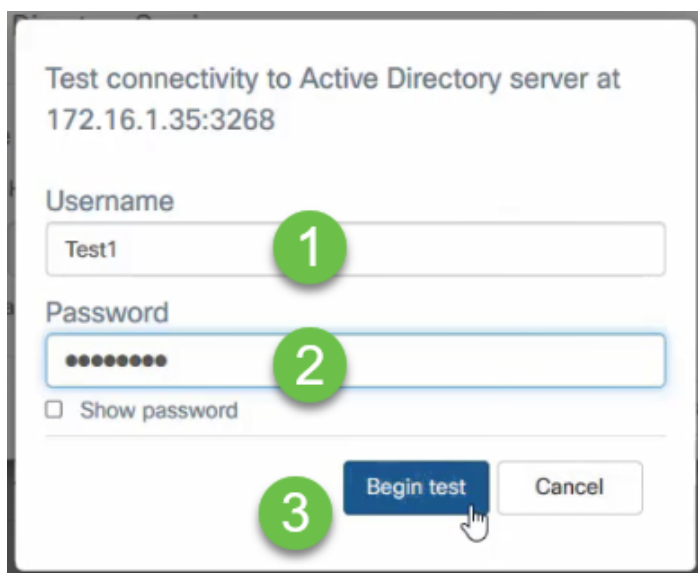 Test connectivity to Active Directory server at
172.16.1.35:3268
Username
Test1
1
Password
••••••••
2
Show password
3
Begin test
Cancel